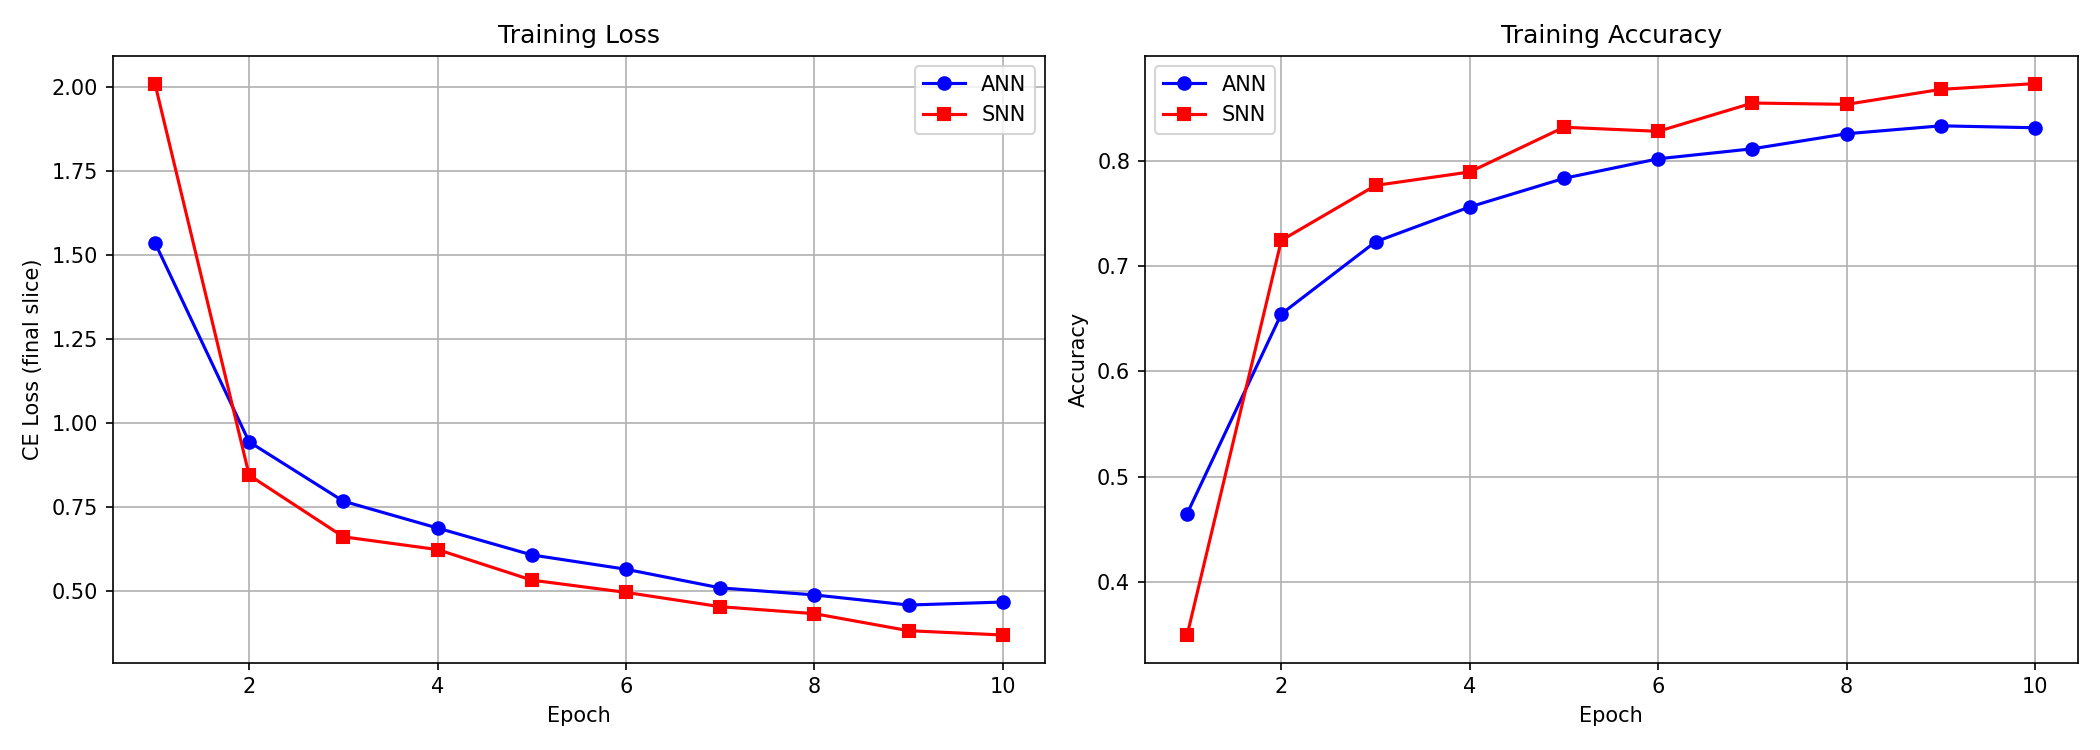 Training Loss
ANN
SNN
2.00
1.75
1.50
1.25
1.00
0.75
0.50
CE Loss (final slice)
2 4 6 8 10
Epoch
Training Accuracy
ANN
SNN
0.8
0.7
0.6
0.5
0.4
Accuracy
2 4 6 8 10
Epoch